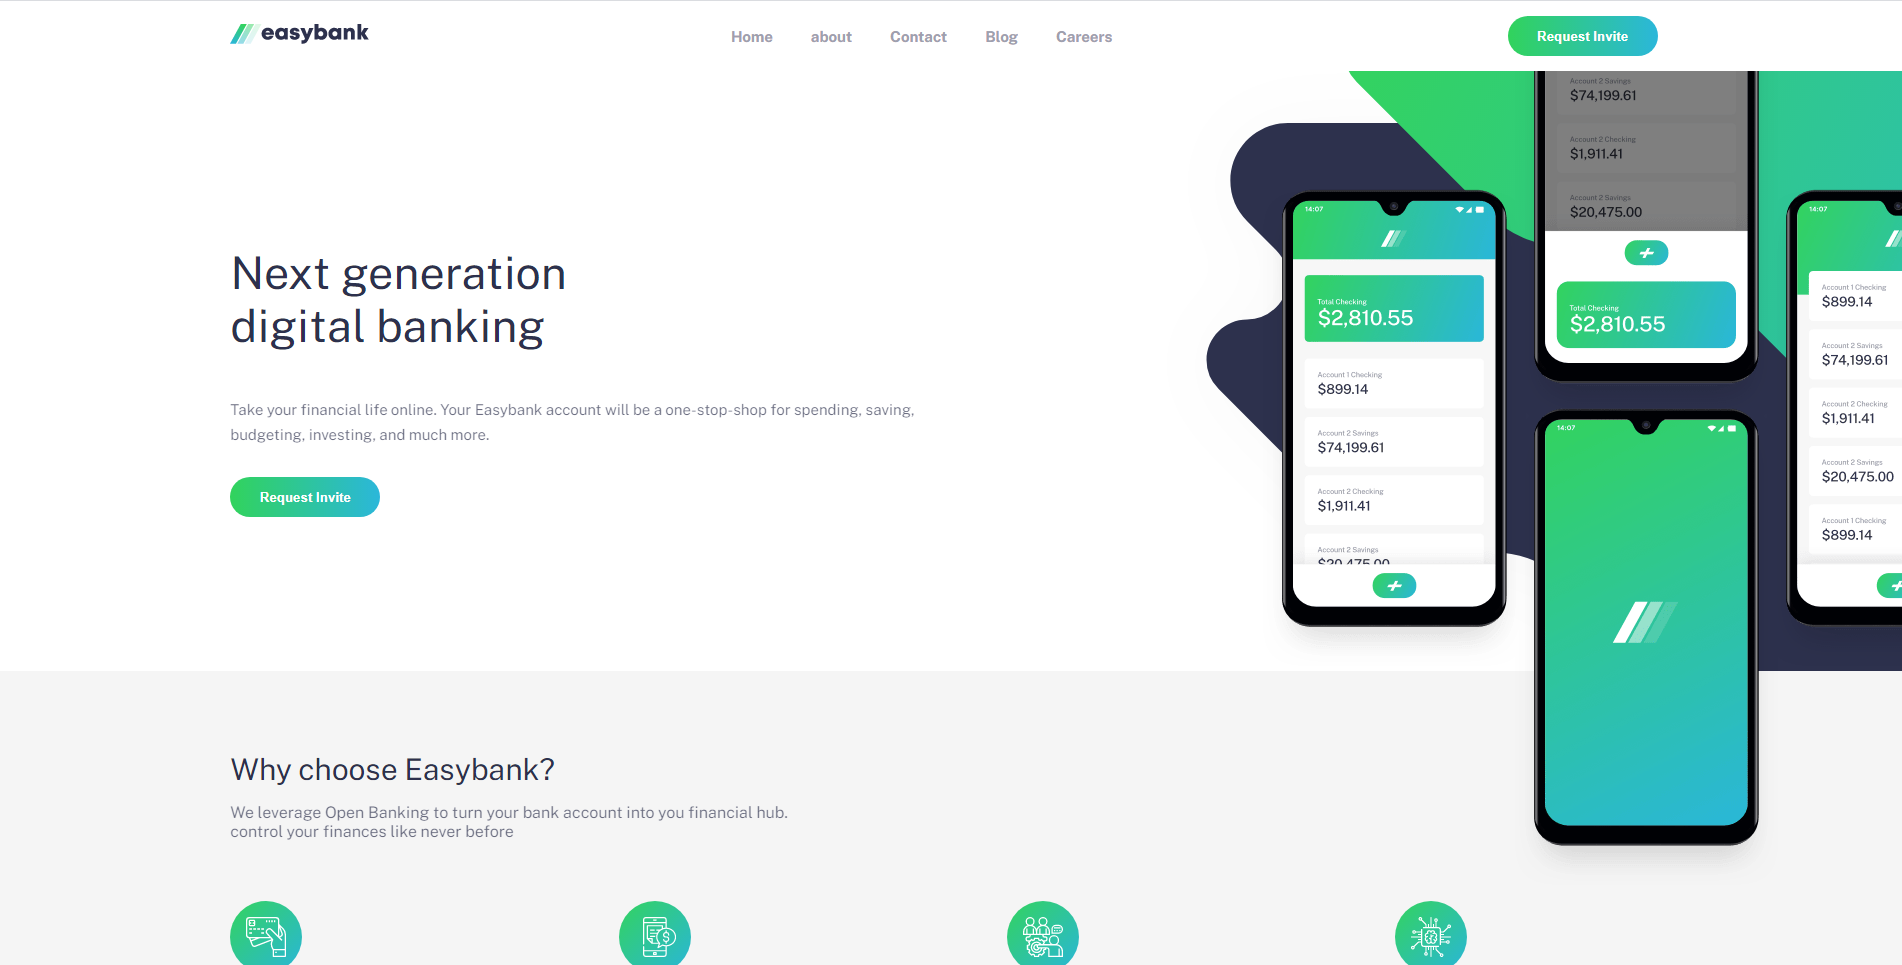 easybank
Home
about
Contact
Blog
Careers
Request Invite
Next generation
digital banking
Take your financial life online. Your Easybank account will be a one-stop-shop for spending, saving,
budgeting, investing, and much more.
Request Invite
14:07
Total Checking
$2,810.55
Account 1 Checking
$899.14
Account 2 Savings
$74,199.61
Account 2 Checking
$1,911.41
Account 2 Savings
$20,475.00
Account 2 Savings
$74,199.61
Account 2 Checking
$1,911.41
Account 2 Savings
$20,475.00
Total Checking
$2,810.55
14:07
14:07
Account 1 Checking
$899.14
Account 2 Savings
$74,199.61
Account 2 Checking
$1,911.41
Account 2 Savings
$20,475.00
Account 1 Checking
$899.14
Why choose Easybank?
We leverage Open Banking to turn your bank account into you financial hub.
control your finances like never before